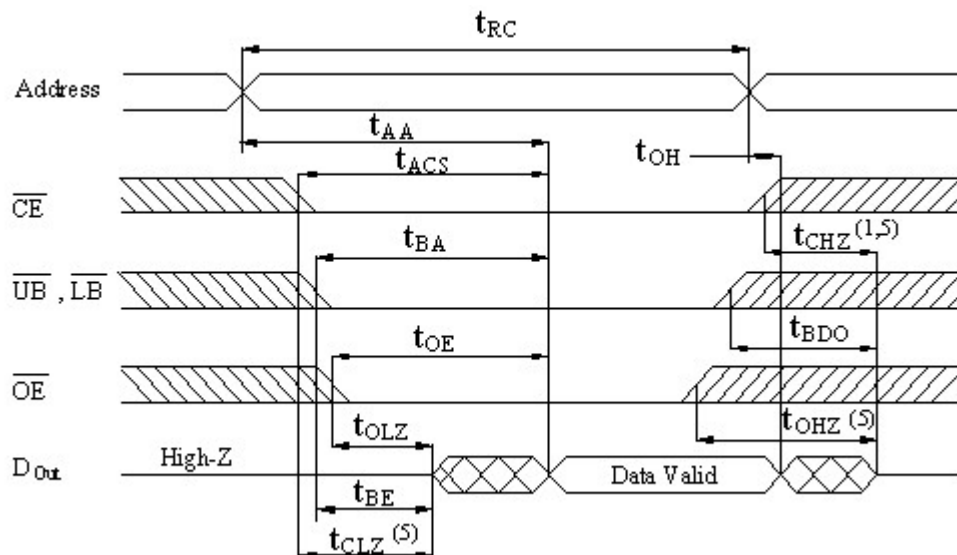 tRC
Address
tAA
tOH
tACS
CE
tCHZ (1,5)
tBA
UB , LB
tBDO
tOE
OE
tOLZ
tOHZ (5)
DOut
High-Z
Data Valid
tBE
tCLZ (5)